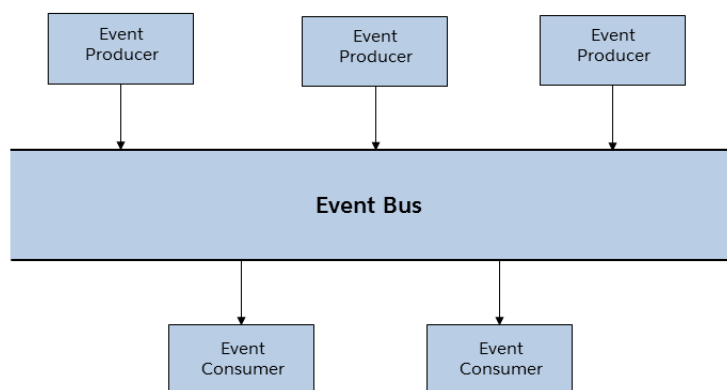 Event
Producer
Event
Producer
Event
Producer
Event Bus
Event
Consumer
Event
Consumer